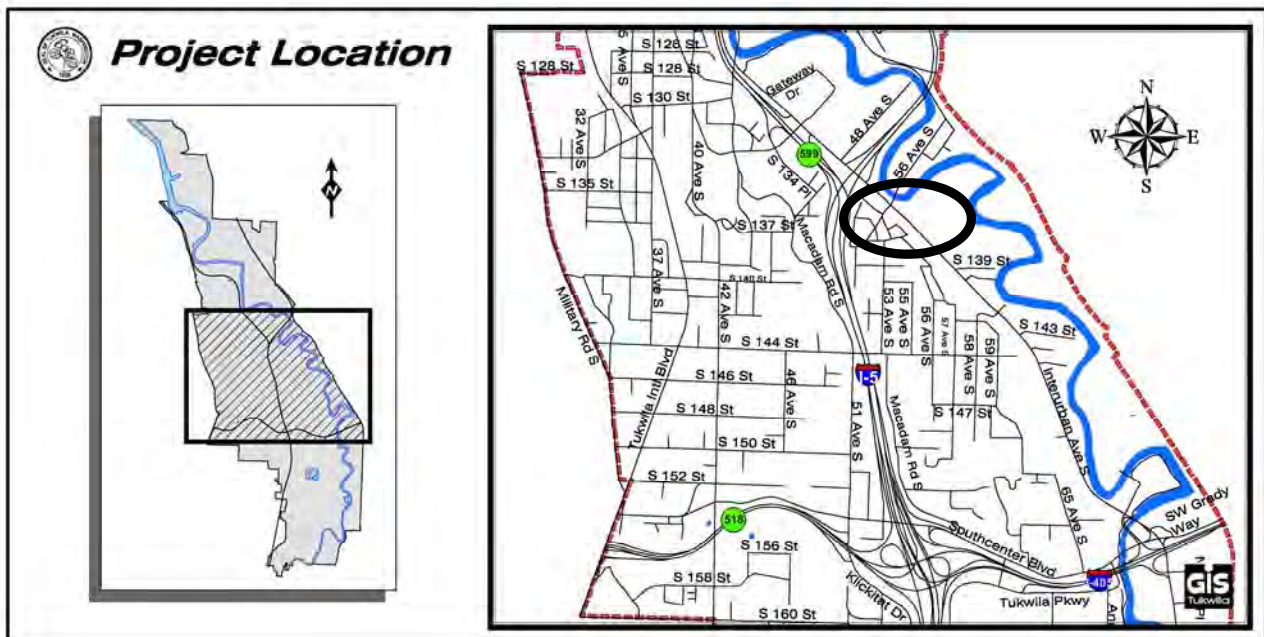 Project Location
N
S 128 St
S 128 St
S 128 St
S 130 St
Gateway
Dr
32 Ave S
40 Ave S
48 Ave S
56 Ave S
599
S 134 Pl
S 135 St
S 137 St
Macadam Rd S
37 Ave S
S 139 St
S 140 St
42 Ave S
Military Rd S
Tukwila Intl Blvd
53 Ave S
55 Ave S
56 Ave S
57 Ave S
58 Ave S
59 Ave S
S 143 St
S 144 St
I-5
S 146 St
46 Ave S
S 147 St
S 148 St
Interurban Ave S
51 Ave S
Macadam Rd S
S 150 St
S 152 St
65 Ave S
SW Grady
Way
518
Southcenter Blvd
S 156 St
S 158 St
Klickitat Dr
I-405
Tukwila Pkwy
S 160 St
N
W
E
S
GIS
Tukwila